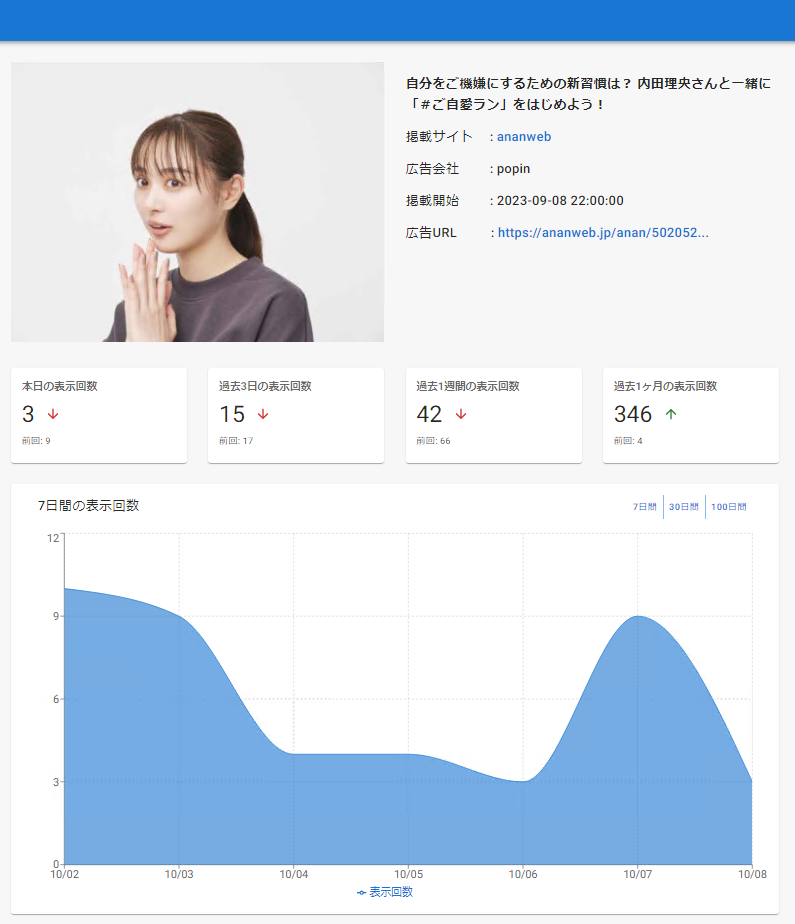 自分をご機嫌にするための新習慣は？ 内田理央さんと一緒に
「＃ご自愛ラン」をはじめよう！
掲載サイト : ananweb
広告会社 : popin
掲載開始 : 2023-09-08 22:00:00
広告URL : https://ananweb.jp/anan/502052...
本日の表示回数
3
前回: 9
過去3日の表示回数
15
前回: 17
過去1週間の表示回数
42
前回: 66
過去1ヶ月の表示回数
346
前回: 4
7日間の表示回数
7日間 30日間 100日間
12
9
6
3
0
10/02 10/03 10/04 10/05 10/06 10/07 10/08
表示回数